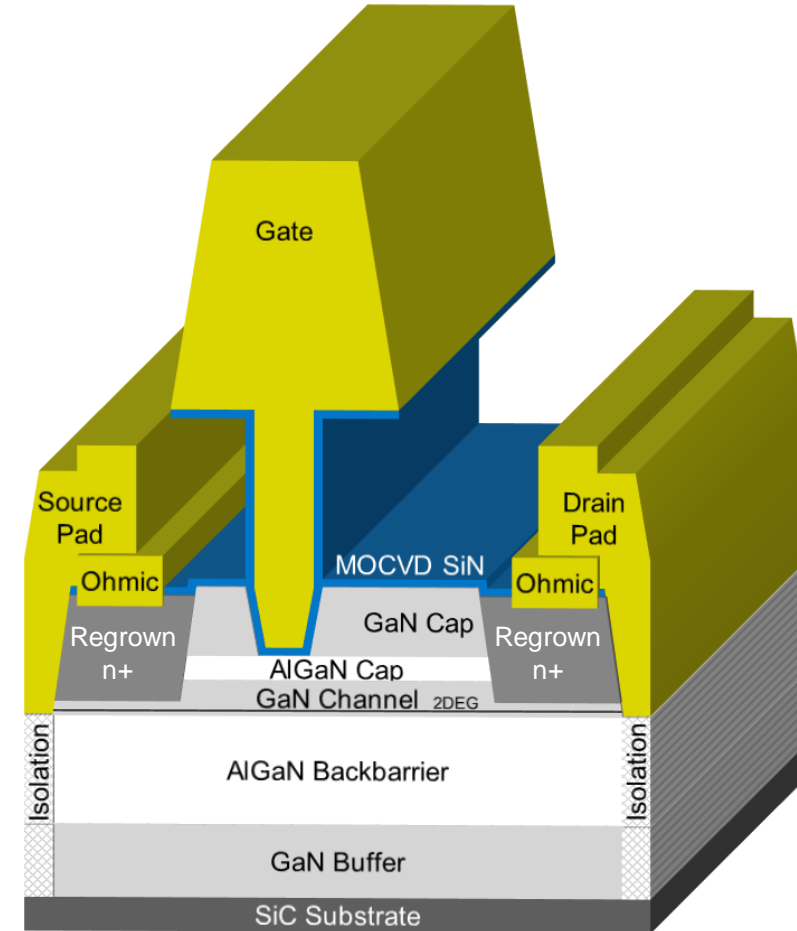 Gate
Source
Pad
Drain
Pad
MOCVD SiN
Ohmic
Ohmic
GaN Cap
Regrown
n+
Regrown
n+
AlGaN Cap
GaN Channel 2DEG
Isolation
AlGaN Backbarrier
Isolation
GaN Buffer
SiC Substrate